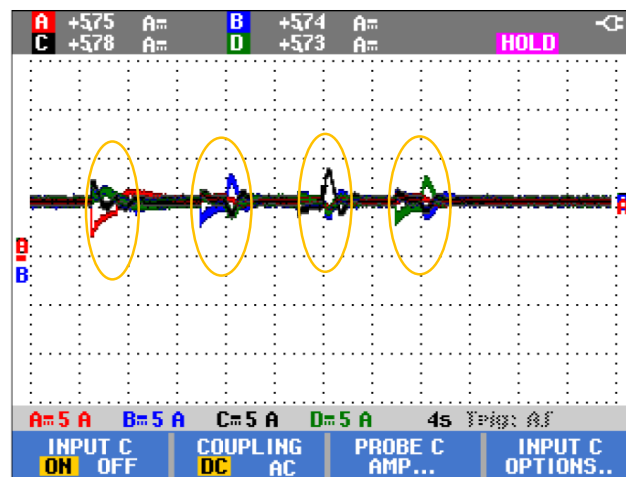 A +5,75 A B +5,74 A
C +5,78 A D +5,73 A HOLD
A
B
A
A= 5 A B= 5 A C= 5 A D= 5 A 4s Trig: A
INPUT C COUPLING PROBE C INPUT C
ON OFF DC AC AMP... OPTIONS..